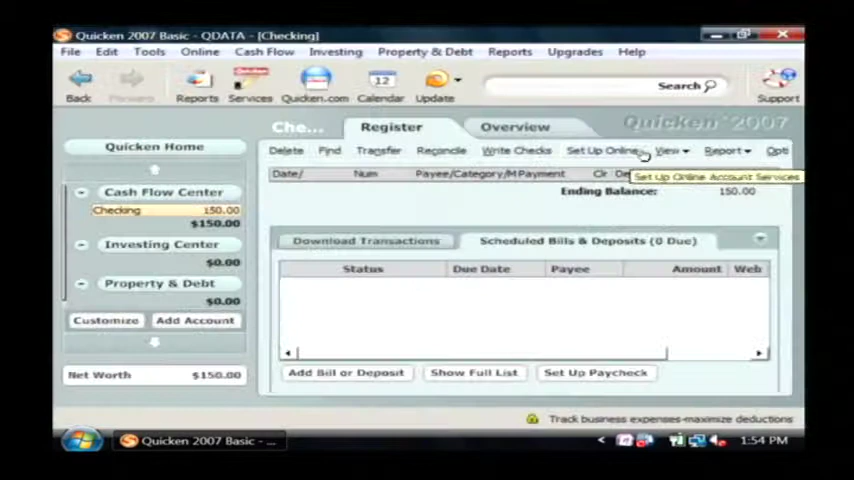 Quicken 2007 Basic - QDATA - [Checking]
File Edit Tools Online Cash Flow Investing Property & Debt Reports Upgrades Help
12
Search
Back Forward Reports Services Quicken.com Calendar Update Support
Quicken 2007
Che... Register Overview
Quicken Home
Delete Find Transfer Reconcile Write Checks Set Up Online View Report Opti
Date/ Num Payee/Category/M Payment Clr De
Set Up Online Account Services
Cash Flow Center
Ending Balance: 150.00
Checking 150.00
$150.00
Download Transactions Scheduled Bills & Deposits (0 Due)
Investing Center
$0.00
Status Due Date Payee Amount Web
Property & Debt
$0.00
Customize Add Account
Net Worth $150.00
Add Bill or Deposit Show Full List Set Up Paycheck
Track business expenses-maximize deductions
Quicken 2007 Basic - ...
1:54 PM